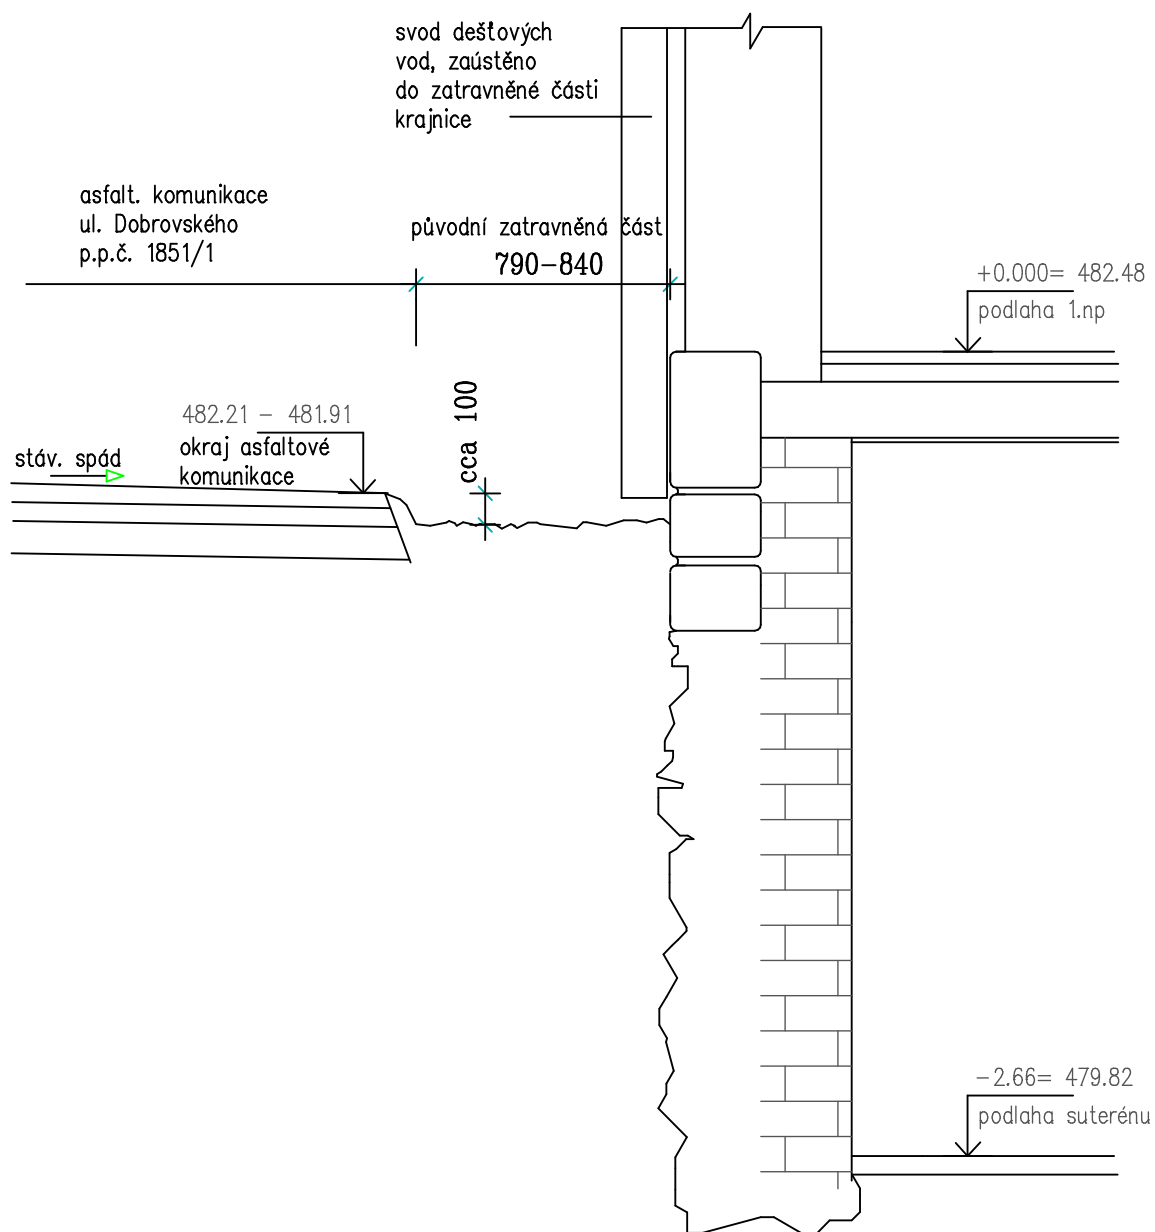 svod dešťových
vod, zaústěno
do zatravněné části
krajnice
asfalt. komunikace
ul. Dobrovského
p.p.č. 1851/1
původní zatravněná část
790-840
+0.000= 482.48
podlaha 1.np
cca 100
482.21 - 481.91
okraj asfaltové
komunikace
stáv. spád
-2.66= 479.82
podlaha suterénu